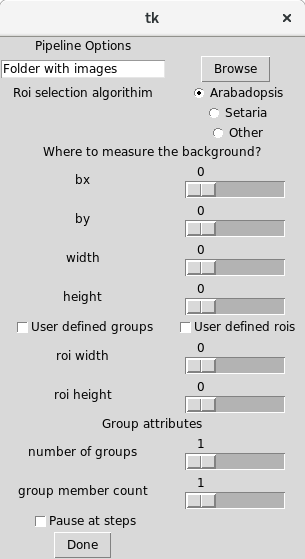 tk
Pipeline Options
Folder with images Browse
Roi selection algorithim Arabadopsis
Setaria
Other
Where to measure the background?
0
bx
0
by
0
width
0
height
User defined groups User defined rois
0
roi width
0
roi height
Group attributes
1
number of groups
1
group member count
Pause at steps
Done